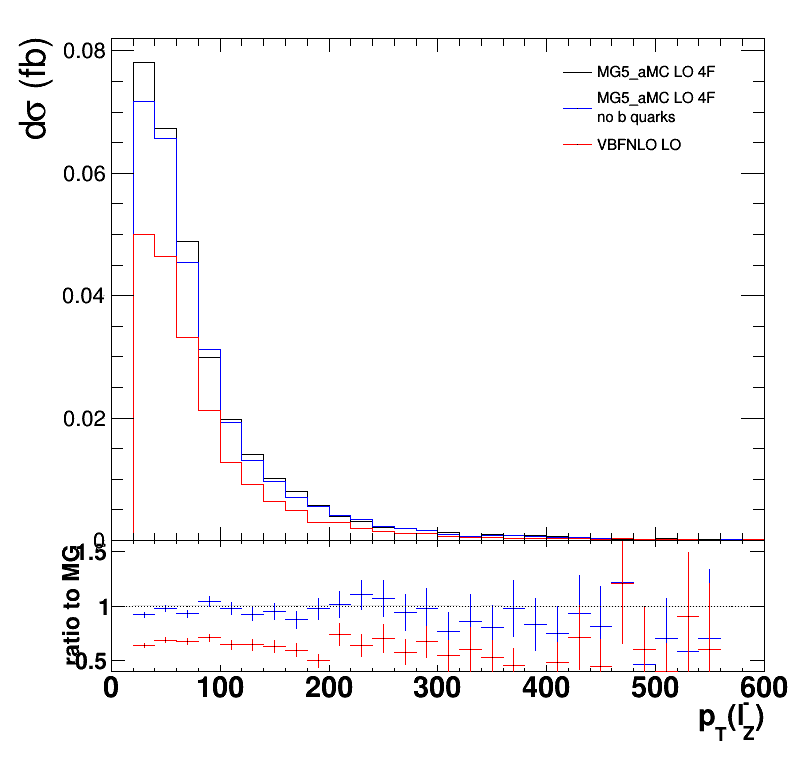 dσ (fb)
0.08
0.06
0.04
0.02
0
MG5_aMC LO 4F
MG5_aMC LO 4F
no b quarks
VBFNLO LO
ratio to MG
1.5
1
0.5
0 100 200 300 400 500 600
p_T(l_Z^-)